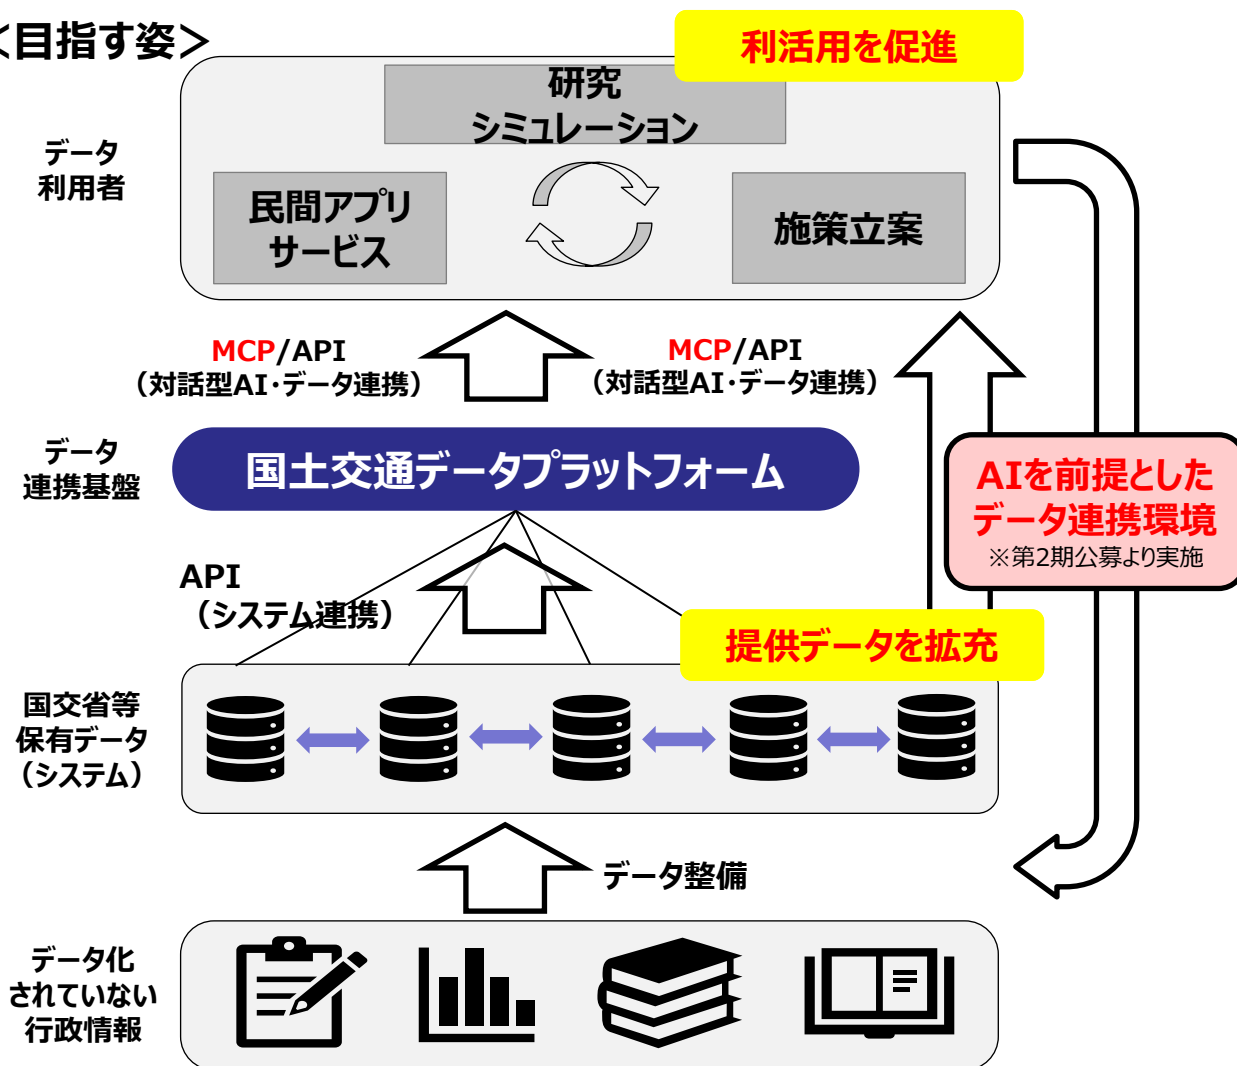 ＜目指す姿＞
利活用を促進
研究
シミュレーション
データ
利用者
民間アプリ
サービス
施策立案
MCP/API
（対話型AI・データ連携）
MCP/API
（対話型AI・データ連携）
データ
連携基盤
国土交通データプラットフォーム
AIを前提とした
データ連携環境
※第2期公募より実施
API
（システム連携）
提供データを拡充
国交省等
保有データ
（システム）
データ整備
データ化
されていない
行政情報